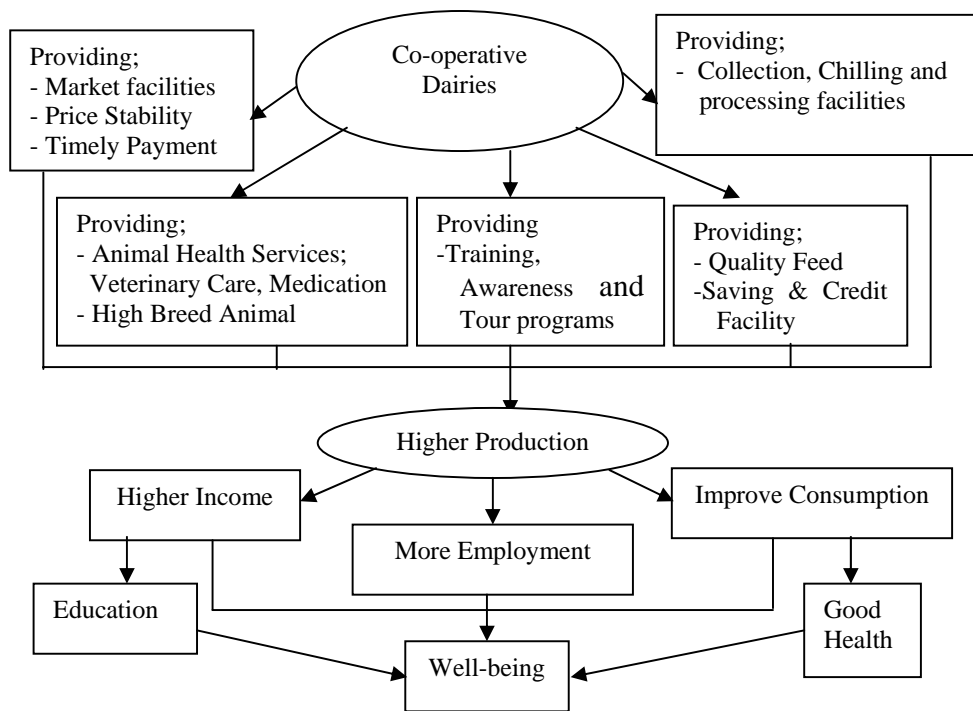 Providing;
- Market facilities
- Price Stability
- Timely Payment
Co-operative
Dairies
Providing;
- Collection, Chilling and
processing facilities
Providing;
- Animal Health Services;
Veterinary Care, Medication
- High Breed Animal
Providing
-Training,
Awareness and
Tour programs
Providing;
- Quality Feed
-Saving & Credit
Facility
Higher Production
Higher Income
More Employment
Improve Consumption
Education
Well-being
Good
Health